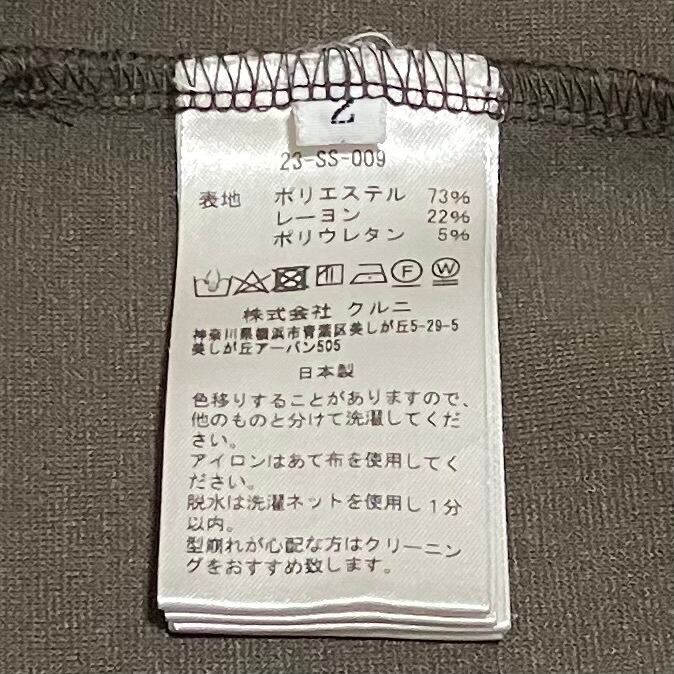 2
23-SS-009
表地 ポリエステル 73%
レーヨン 22%
ポリウレタン 5%
F W
株式会社 クルニ
神奈川県横浜市青葉区美しが丘5-29-5
美しが丘アーバン505
日本製
色移りすることがありますので、
他のものと分けて洗濯してくだ
さい。
アイロンはあて布を使用してく
ださい。
脱水は洗濯ネットを使用し1分
以内。
型崩れが心配な方はクリーニン
グをおすすめ致します。